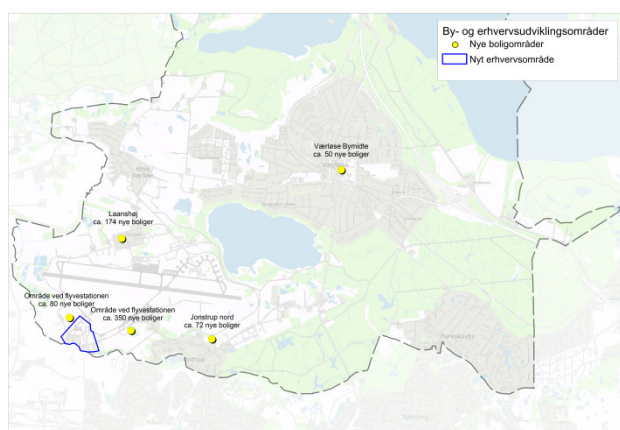 By- og erhvervsudviklingsområder
Nye boligområder
Nyt erhvervsområde
Værløse Bymidte
ca. 50 nye boliger
Laanshøj
ca. 174 nye boliger
Område ved flyvestationen
ca. 80 nye boliger
Område ved flyvestationen
ca. 350 nye boliger
Jonstrup nord
ca. 72 nye boliger